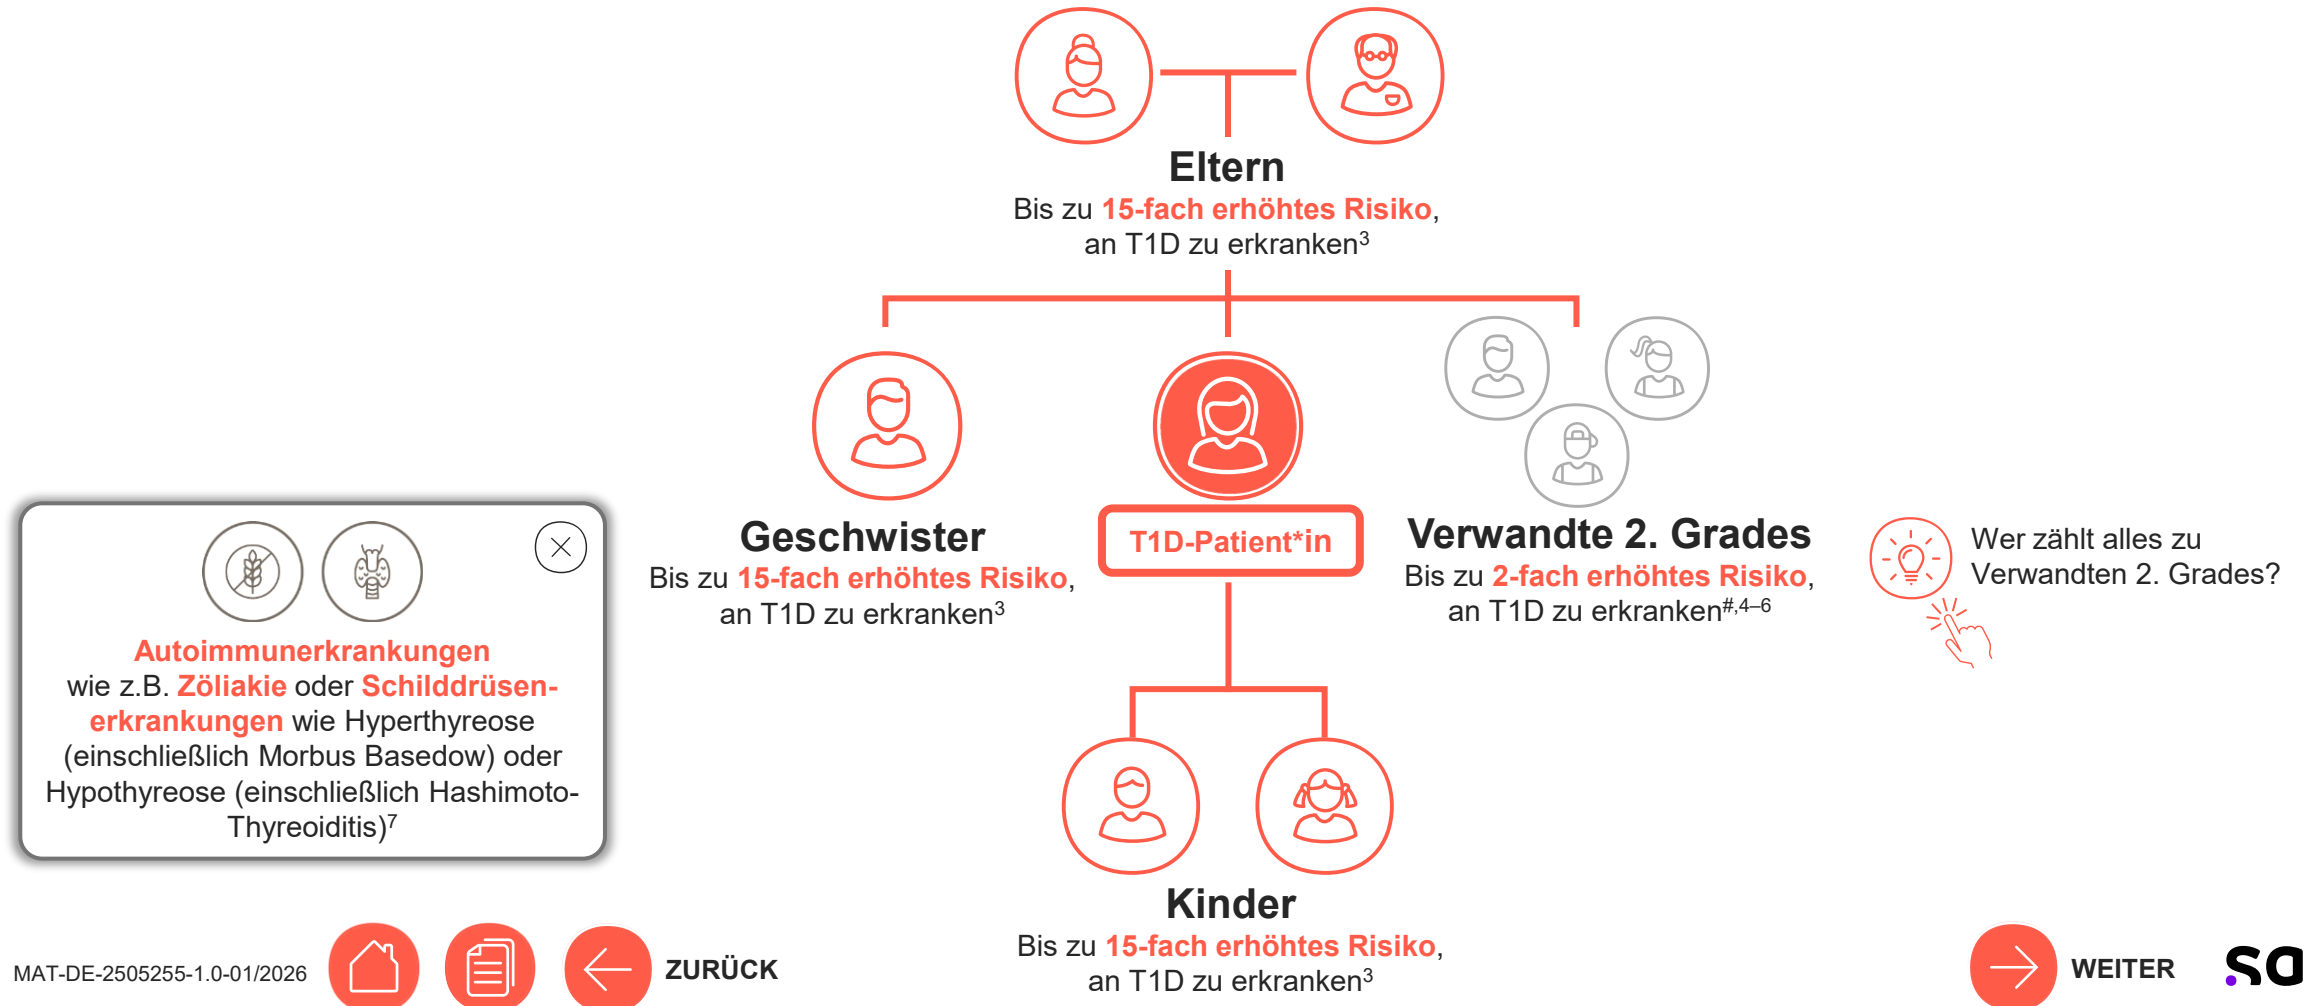 Eltern
Bis zu 15-fach erhöhtes Risiko,
an T1D zu erkranken³
Geschwister
Bis zu 15-fach erhöhtes Risiko,
an T1D zu erkranken³
T1D-Patient*in
Verwandte 2. Grades
Bis zu 2-fach erhöhtes Risiko,
an T1D zu erkranken#,4–6
Wer zählt alles zu
Verwandten 2. Grades?
Autoimmunerkrankungen
wie z.B. Zöliakie oder Schilddrüsen-
erkrankungen wie Hyperthyreose
(einschließlich Morbus Basedow) oder
Hypothyreose (einschließlich Hashimoto-
Thyreoiditis)⁷
Kinder
Bis zu 15-fach erhöhtes Risiko,
an T1D zu erkranken³
MAT-DE-2505255-1.0-01/2026
ZURÜCK
WEITER